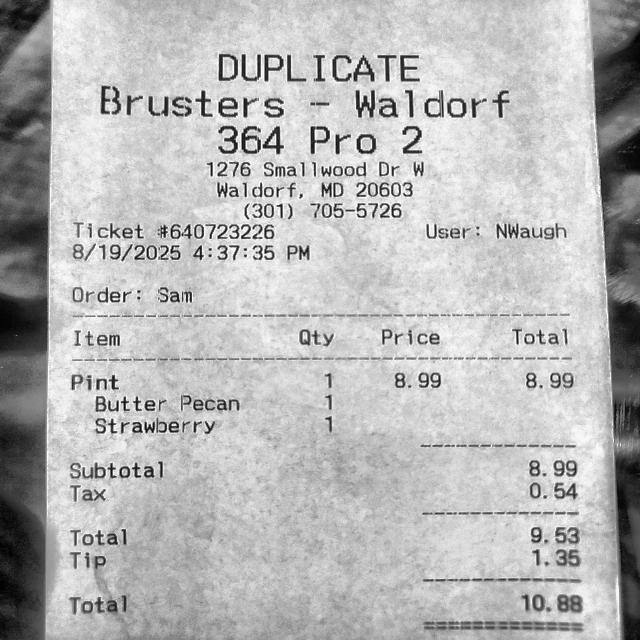 DUPLICATE
Brusters - Waldorf
364 Pro 2
1276 Smallwood Dr W
Waldorf, MD 20603
(301) 705-5726
Ticket #640723226 User: NWaugh
8/19/2025 4:37:35 PM
Order: Sam
Item Qty Price Total
Pint 1 8.99 8.99
Butter Pecan 1
Strawberry 1
Subtotal 8.99
Tax 0.54
Total 9.53
Tip 1.35
Total 10.88